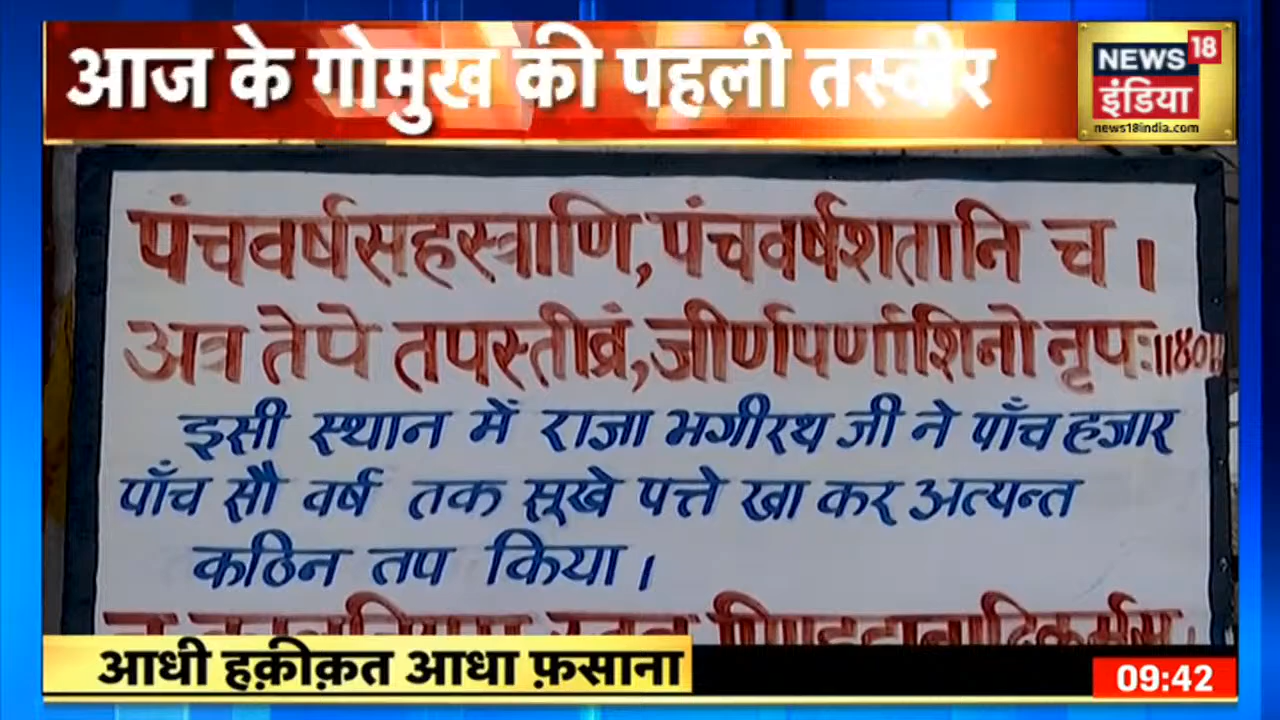 आज के गोमुख की पहली तस्वीर
NEWS 18
इंडिया
news18india.com
पंचवर्षसहस्त्राणि, पंचवर्षशतानि च ।
अत्र तेपे तपस्तीव्रं, जीर्णपर्णाशिनो नृपः॥४०॥
इसी स्थान में राजा भगीरथ जी ने पाँच हजार
पाँच सौ वर्ष तक सूखे पत्ते खा कर अत्यन्त
कठिन तप किया ।
आधी हक़ीक़त आधा फ़साना
09:42